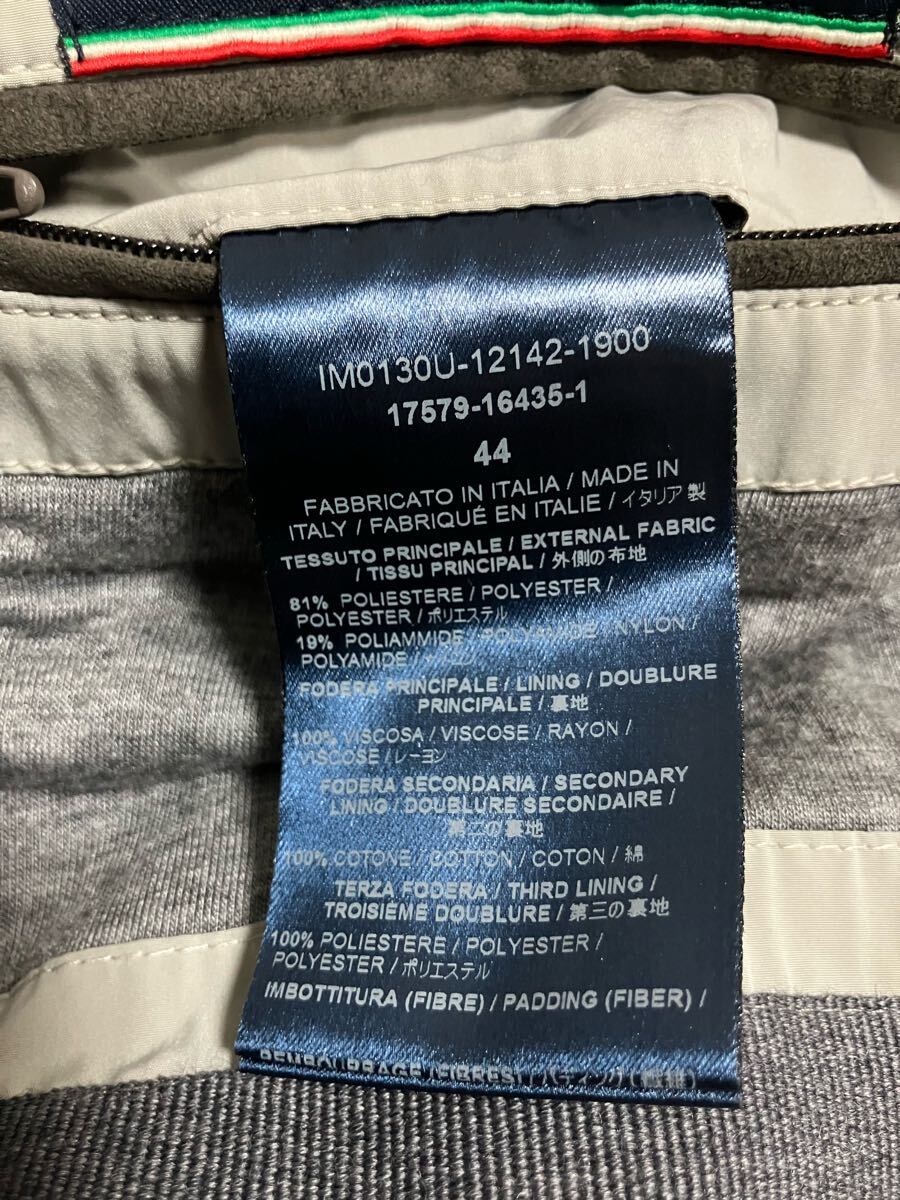 IM0130U-12142-1900
17579-16435-1
44
FABBRICATO IN ITALIA / MADE IN
ITALY / FABRIQUÉ EN ITALIE / イタリア製
TESSUTO PRINCIPALE / EXTERNAL FABRIC
/ TISSU PRINCIPAL / 外側の布地
81% POLIESTERE / POLYESTER /
POLYESTER / ポリエステル
19% POLIAMMIDE / POLYAMIDE / NYLON /
POLYAMIDE /
FODERA PRINCIPALE / LINING / DOUBLURE
PRINCIPALE / 裏地
100% VISCOSA / VISCOSE / RAYON /
VISCOSE / レーヨン
FODERA SECONDARIA / SECONDARY
LINING / DOUBLURE SECONDAIRE /
第二の裏地
100% COTONE / COTTON / COTON / 綿
TERZA FODERA / THIRD LINING /
TROISIÈME DOUBLURE / 第三の裏地
100% POLIESTERE / POLYESTER /
POLYESTER / ポリエステル
IMBOTTITURA (FIBRE) / PADDING (FIBER) /